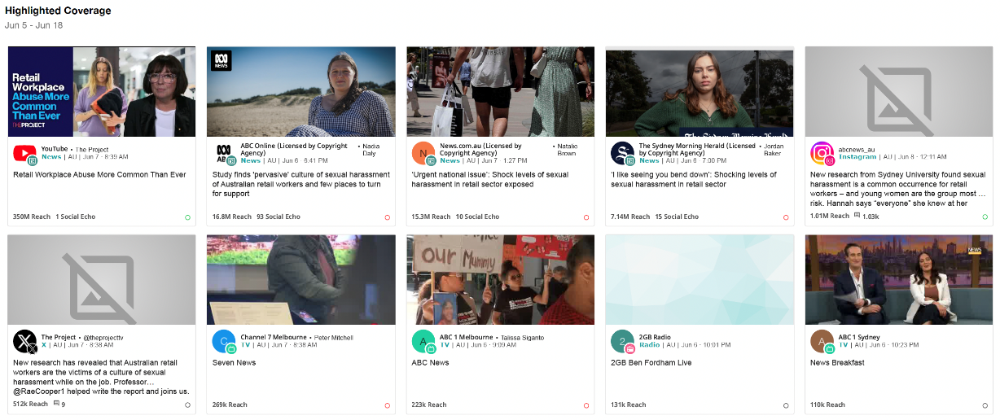 Highlighted Coverage
Jun 5 - Jun 18
Retail
Workplace
Abuse More
Common
Than Ever
THEPROJECT
YouTube • The Project
News | AU | Jun 7 · 8:39 AM
Retail Workplace Abuse More Common Than Ever
350M Reach 1 Social Echo
NEWS
ABC Online (Licensed by Copyright Agency) • Nadia Daly
News | AU | Jun 6 · 6:41 PM
Study finds 'pervasive' culture of sexual harassment
of Australian retail workers and few places to turn
for support
16.8M Reach 93 Social Echo
N
News.com.au (Licensed by Copyright Agency) • Natalie Brown
News | AU | Jun 7 · 1:27 PM
'Urgent national issue': Shock levels of sexual
harassment in retail sector exposed
15.3M Reach 10 Social Echo
The Sydney Morning Herald
The Sydney Morning Herald (Licensed by Copyright Agency) • Jordan Baker
News | AU | Jun 6 · 7:00 PM
'I like seeing you bend down': Shocking levels of
sexual harassment in retail sector
7.14M Reach 15 Social Echo
abcnews_au
Instagram | AU | Jun 8 · 12:11 AM
New research from Sydney University found sexual
harassment is a common occurrence for retail
workers – and young women are the group most ...
risk. Hannah says "everyone" she knew at her
1.01M Reach 1.03k
The Project • @theprojecttv
X | AU | Jun 7 · 8:38 AM
New research has revealed that Australian retail
workers are the victims of a culture of sexual
harassment while on the job. Professor...
@RaeCooper1 helped write the report and joins us.
512k Reach 9
C
Channel 7 Melbourne • Peter Mitchell
TV | AU | Jun 7 · 8:38 AM
Seven News
269k Reach
our Mummy
A
ABC 1 Melbourne • Talissa Siganto
TV | AU | Jun 6 · 9:09 AM
ABC News
223k Reach
2
2GB Radio
Radio | AU | Jun 6 · 10:01 PM
2GB Ben Fordham Live
131k Reach
NEWS
A
ABC 1 Sydney
TV | AU | Jun 6 · 10:23 PM
News Breakfast
110k Reach